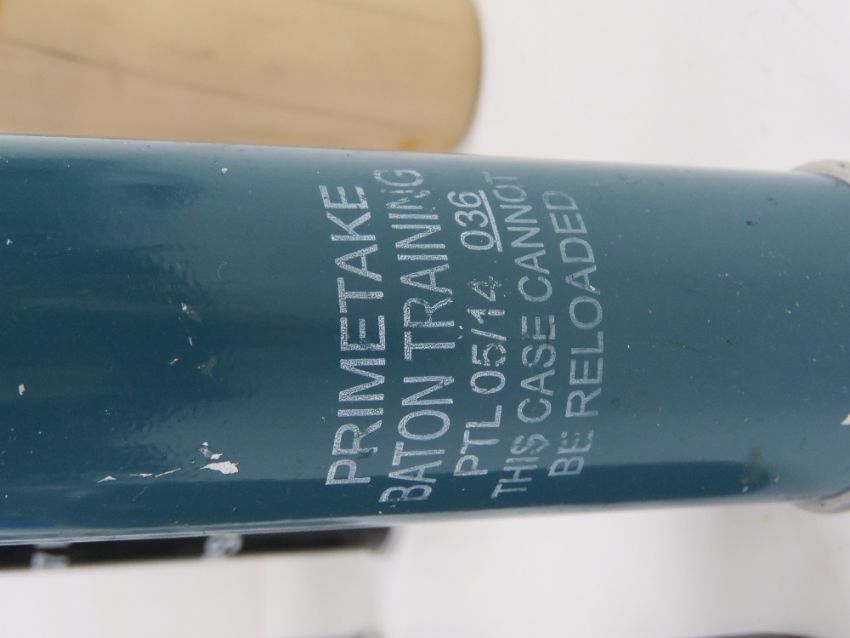 PRIMETAKE
BATON TRAINING
PTL 05/14 036
THIS CASE CANNOT
BE RELOADED